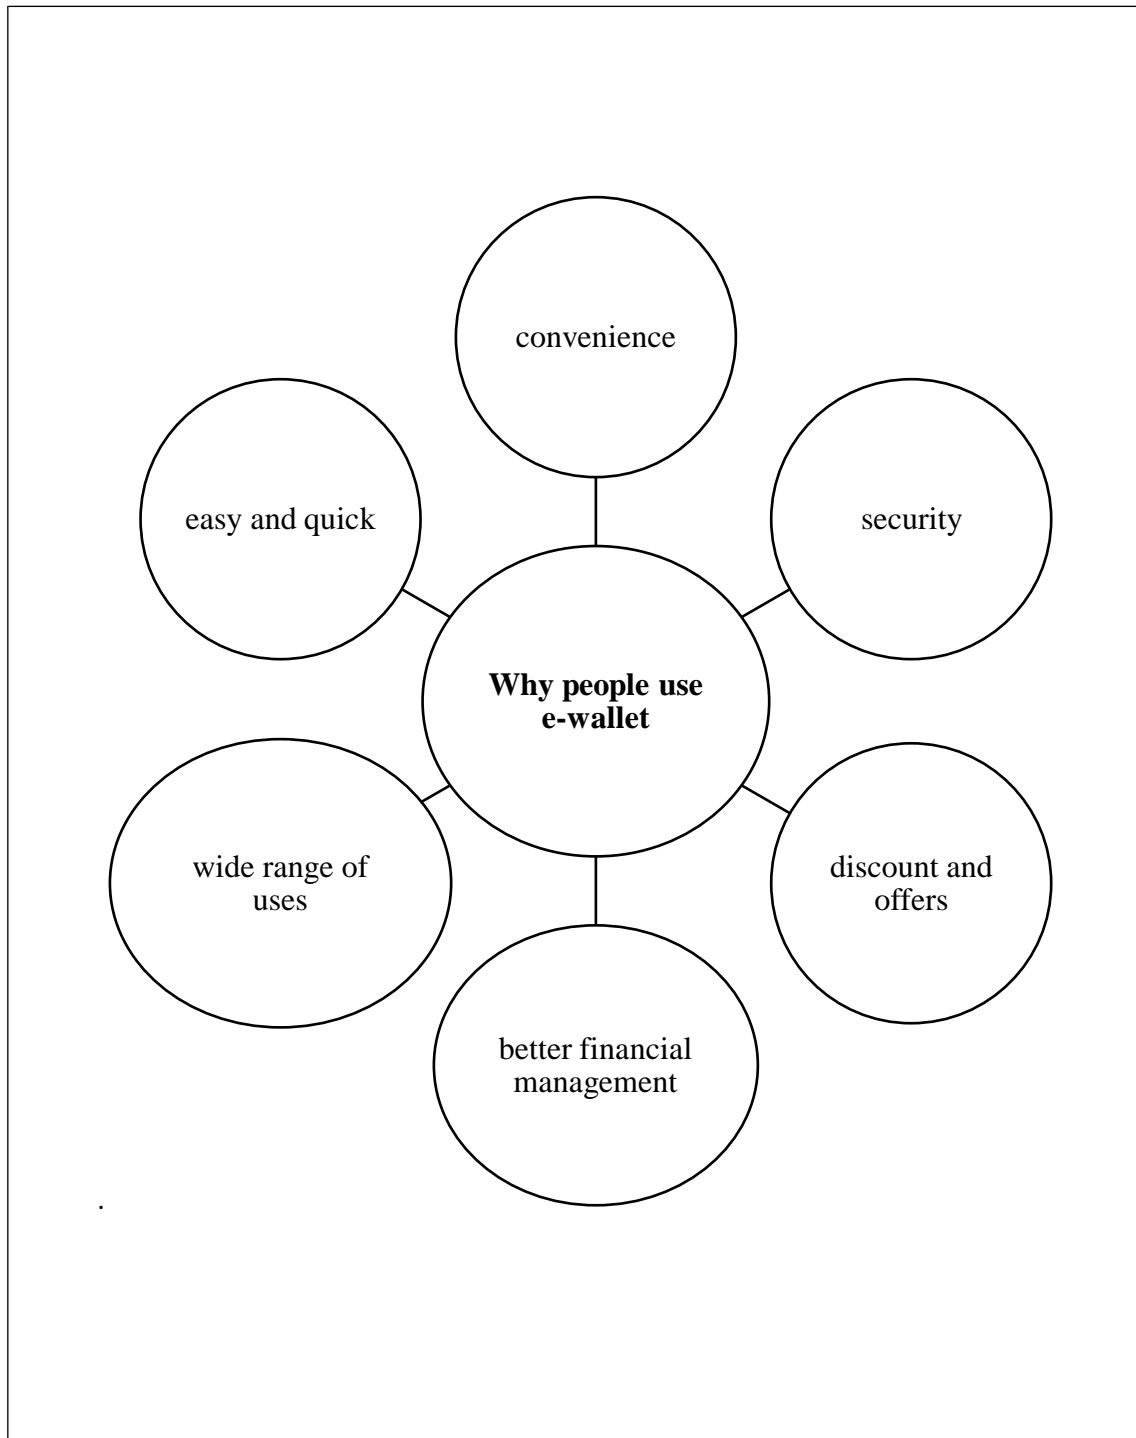 convenience
easy and quick
security
Why people use
e-wallet
wide range of
uses
discount and
offers
better financial
management
.